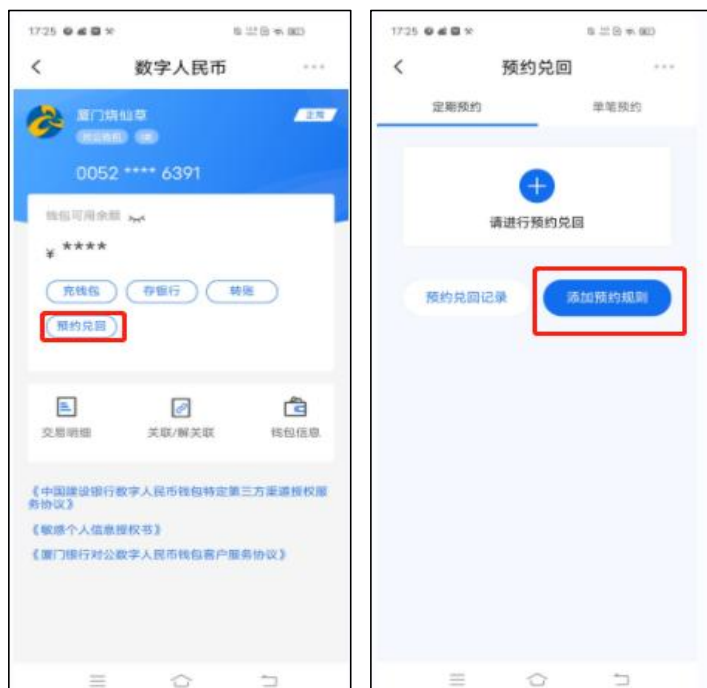 17:25
数字人民币
厦门烧仙草
正常
0052 **** 6391
钱包可用余额
¥ ****
充钱包
存银行
转账
预约兑回
交易明细
关联/解关联
钱包信息
《中国建设银行数字人民币钱包特定第三方渠道授权服
务协议》
《敏感个人信息授权书》
《厦门银行对公数字人民币钱包客户服务协议》
17:25
预约兑回
定期预约
单笔预约
请进行预约兑回
预约兑回记录
添加预约规则